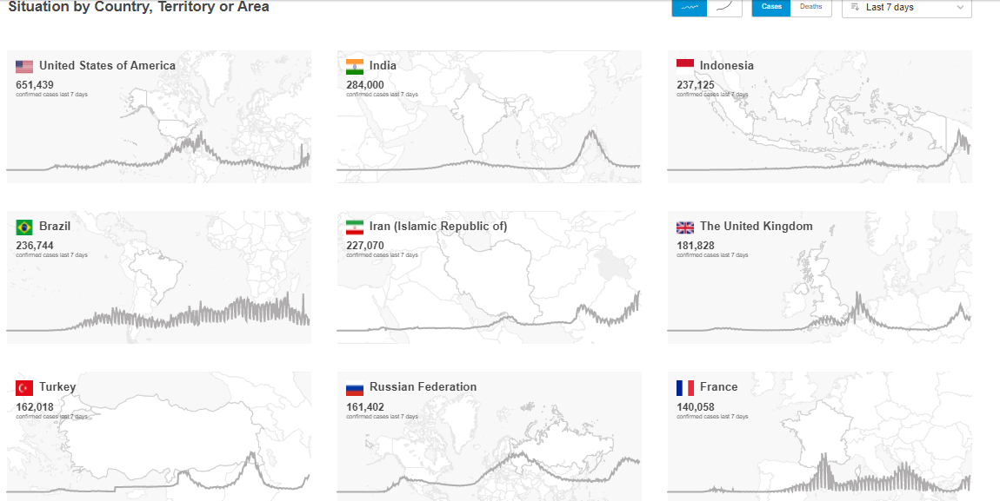 Situation by Country, Territory or Area
Cases
Deaths
Last 7 days
United States of America
651,439
confirmed cases last 7 days
India
284,000
confirmed cases last 7 days
Indonesia
237,125
confirmed cases last 7 days
Brazil
236,744
confirmed cases last 7 days
Iran (Islamic Republic of)
227,070
confirmed cases last 7 days
The United Kingdom
181,828
confirmed cases last 7 days
Turkey
162,018
confirmed cases last 7 days
Russian Federation
161,402
confirmed cases last 7 days
France
140,058
confirmed cases last 7 days